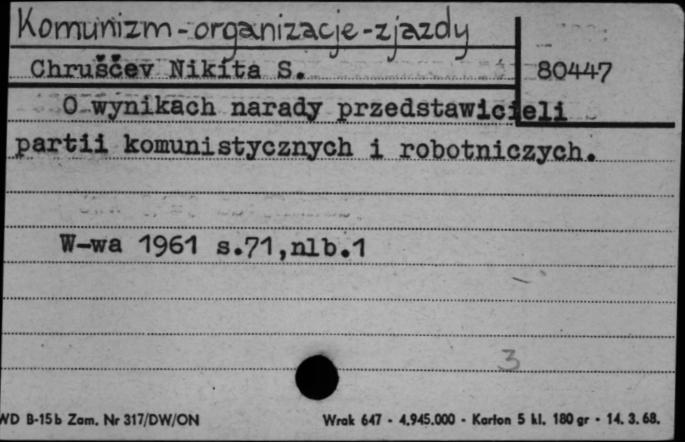 Komunizm-organizacje-zjazdy
Chruščev Nikita S. 80447
O wynikach narady przedstawicieli
partii komunistycznych i robotniczych.
W-wa 1961 s.71,nlb.1
3
WD B-15b Zam. Nr 317/DW/ON Wrak 647 - 4.945.000 - Karton 5 kl. 180 gr - 14. 3. 68.